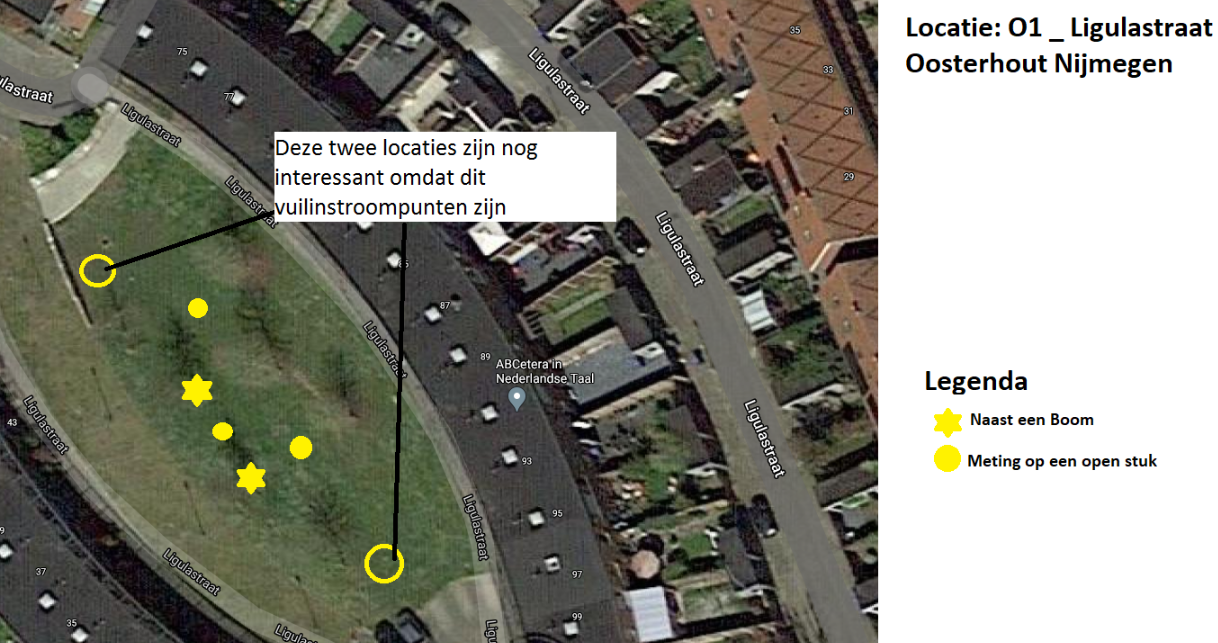 Locatie: O1 _ Ligulastraat
Oosterhout Nijmegen
Deze twee locaties zijn nog
interessant omdat dit
vuilinstroompunten zijn
Legenda
Naast een Boom
Meting op een open stuk
ABCetera in
Nederlandse Taal
Ligulastraat
Ligulastraat
Ligulastraat
Ligulastraat
Ligulastraat
Ligulastraat
Ligulastraat
Ligulastraat
Ligulastraat
75
77
87
89
93
95
97
99
35
33
31
29
43
37
35